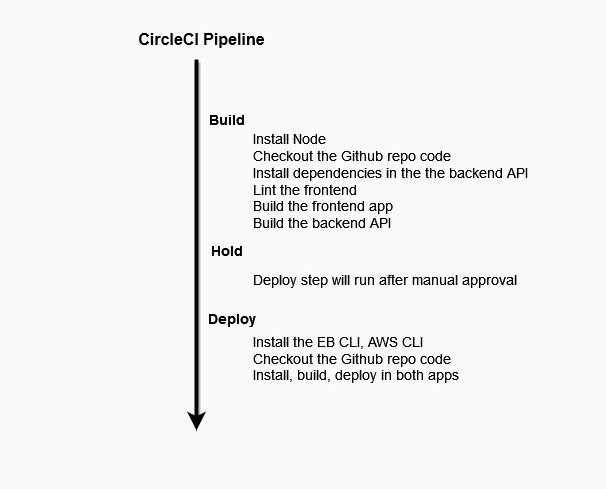 CircleCI Pipeline
Build
Install Node
Checkout the Github repo code
Install dependencies in the the backend API
Lint the frontend
Build the frontend app
Build the backend API
Hold
Deploy step will run after manual approval
Deploy
Install the EB CLI, AWS CLI
Checkout the Github repo code
Install, build, deploy in both apps